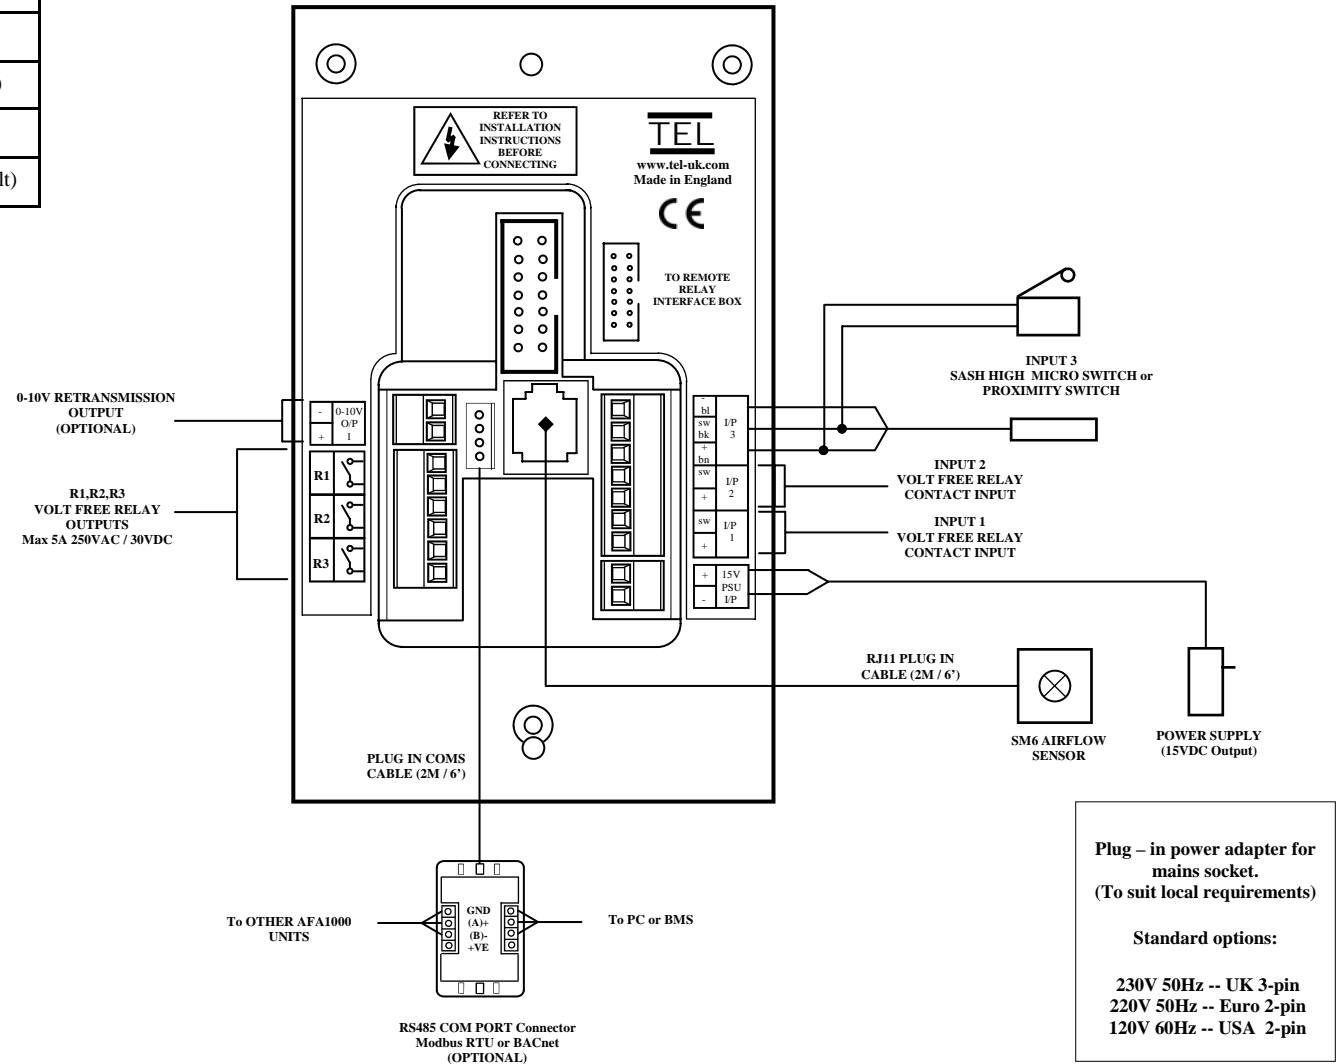 )
lt)
REFER TO
INSTALLATION
INSTRUCTIONS
BEFORE
CONNECTING
TEL
www.tel-uk.com
Made in England
CE
TO REMOTE
RELAY
INTERFACE BOX
INPUT 3
SASH HIGH MICRO SWITCH or
PROXIMITY SWITCH
0-10V RETRANSMISSION
OUTPUT
(OPTIONAL)
- 0-10V
O/P
+ 1
R1
R2
R3
R1,R2,R3
VOLT FREE RELAY
OUTPUTS
Max 5A 250VAC / 30VDC
-
bl
sw
bk
+
bn
I/P
3
sw
+
I/P
2
sw
+
I/P
1
+ 15V
PSU
- I/P
INPUT 2
VOLT FREE RELAY
CONTACT INPUT
INPUT 1
VOLT FREE RELAY
CONTACT INPUT
RJ11 PLUG IN
CABLE (2M / 6')
SM6 AIRFLOW
SENSOR
POWER SUPPLY
(15VDC Output)
PLUG IN COMS
CABLE (2M / 6’)
To OTHER AFA1000
UNITS
GND
(A)+
(B)-
+VE
To PC or BMS
RS485 COM PORT Connector
Modbus RTU or BACnet
(OPTIONAL)
Plug – in power adapter for
mains socket.
(To suit local requirements)
Standard options:
230V 50Hz -- UK 3-pin
220V 50Hz -- Euro 2-pin
120V 60Hz -- USA 2-pin